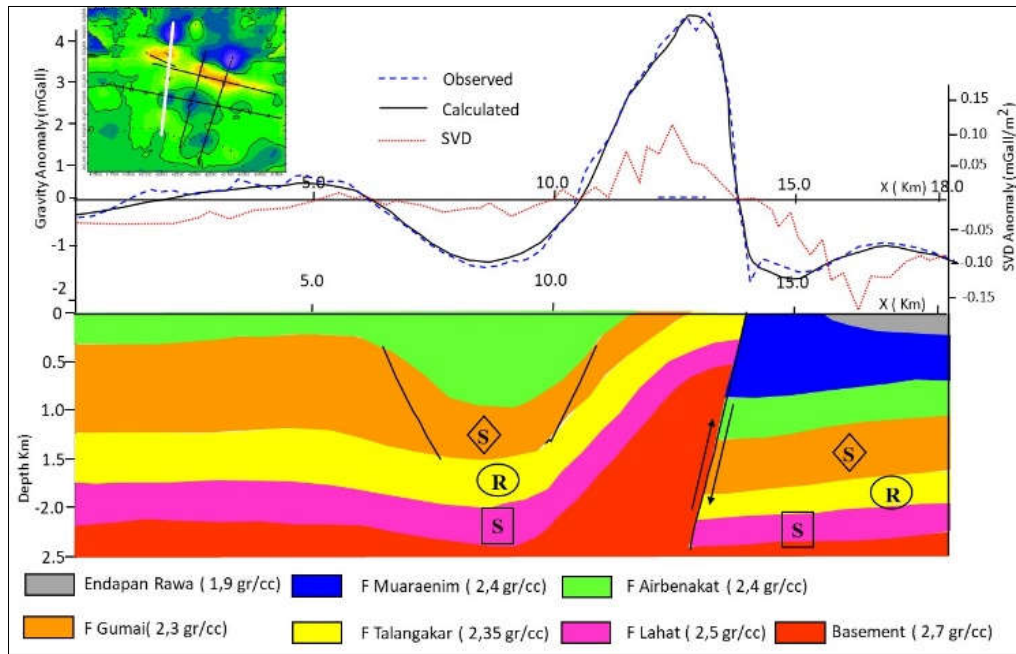 4
3
2
1
0
-1
-2
Gravity Anomaly (mGall)
Observed
Calculated
SVD
0.15
0.10
0.05
0.00
-0.05
-0.10
-0.15
SVD Anomaly (mGall/m²)
5.0 10.0 15.0 X ( Km) 18.0
5.0 10.0 15.0 X ( Km)
0
0.5
1.0
1.5
-2.0
2.5
Depth Km)
S
R
S
S
R
S
Endapan Rawa ( 1,9 gr/cc) F Muaraenim ( 2,4 gr/cc) F Airbenakat ( 2,4 gr/cc)
F Gumai( 2,3 gr/cc) F Talangakar ( 2,35 gr/cc) F Lahat ( 2,5 gr/cc) Basement ( 2,7 gr/cc)